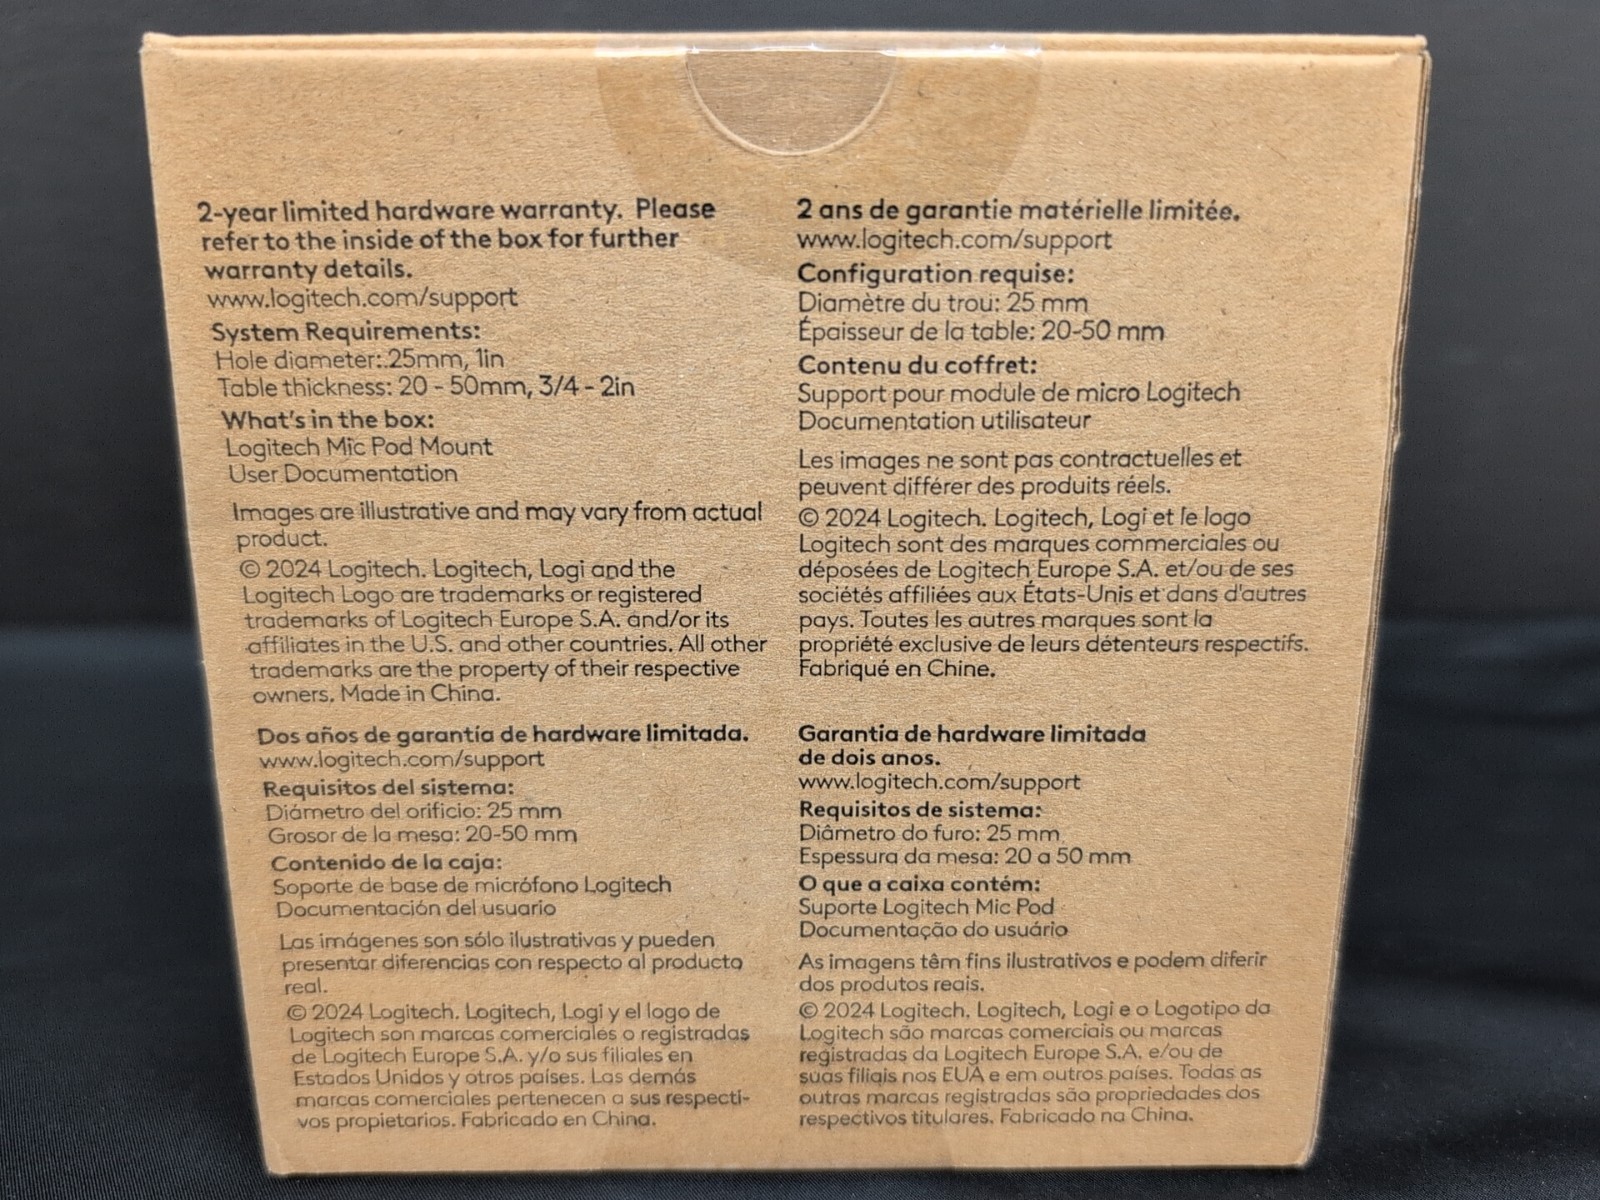 2-year limited hardware warranty. Please
refer to the inside of the box for further
warranty details.
www.logitech.com/support
System Requirements:
Hole diameter: 25mm, 1in
Table thickness: 20 - 50mm, 3/4 - 2in
What's in the box:
Logitech Mic Pod Mount
User Documentation
Images are illustrative and may vary from actual
product.
© 2024 Logitech. Logitech, Logi and the
Logitech Logo are trademarks or registered
trademarks of Logitech Europe S.A. and/or its
affiliates in the U.S. and other countries. All other
trademarks are the property of their respective
owners. Made in China.
2 ans de garantie matérielle limitée.
www.logitech.com/support
Configuration requise:
Diamètre du trou: 25 mm
Épaisseur de la table: 20-50 mm
Contenu du coffret:
Support pour module de micro Logitech
Documentation utilisateur
Les images ne sont pas contractuelles et
peuvent différer des produits réels.
© 2024 Logitech. Logitech, Logi et le logo
Logitech sont des marques commerciales ou
déposées de Logitech Europe S.A. et/ou de ses
sociétés affiliées aux États-Unis et dans d'autres
pays. Toutes les autres marques sont la
propriété exclusive de leurs détenteurs respectifs.
Fabriqué en Chine.
Dos años de garantía de hardware limitada.
www.logitech.com/support
Requisitos del sistema:
Diámetro del orificio: 25 mm
Grosor de la mesa: 20-50 mm
Contenido de la caja:
Soporte de base de micrófono Logitech
Documentación del usuario
Las imágenes son sólo ilustrativas y pueden
presentar diferencias con respecto al producto
real.
© 2024 Logitech. Logitech, Logi y el logo de
Logitech son marcas comerciales o registradas
de Logitech Europe S.A. y/o sus filiales en
Estados Unidos y otros países. Las demás
marcas comerciales pertenecen a sus respecti-
vos propietarios. Fabricado en China.
Garantia de hardware limitada
de dois anos.
www.logitech.com/support
Requisitos de sistema:
Diâmetro do furo: 25 mm
Espessura da mesa: 20 a 50 mm
O que a caixa contém:
Suporte Logitech Mic Pod
Documentação do usuário
As imagens têm fins ilustrativos e podem diferir
dos produtos reais.
© 2024 Logitech. Logitech, Logi e o Logotipo da
Logitech são marcas comerciais ou marcas
registradas da Logitech Europe S.A. e/ou de
suas filiais nos EUA e em outros países. Todas as
outras marcas registradas são propriedades dos
respectivos titulares. Fabricado na China.